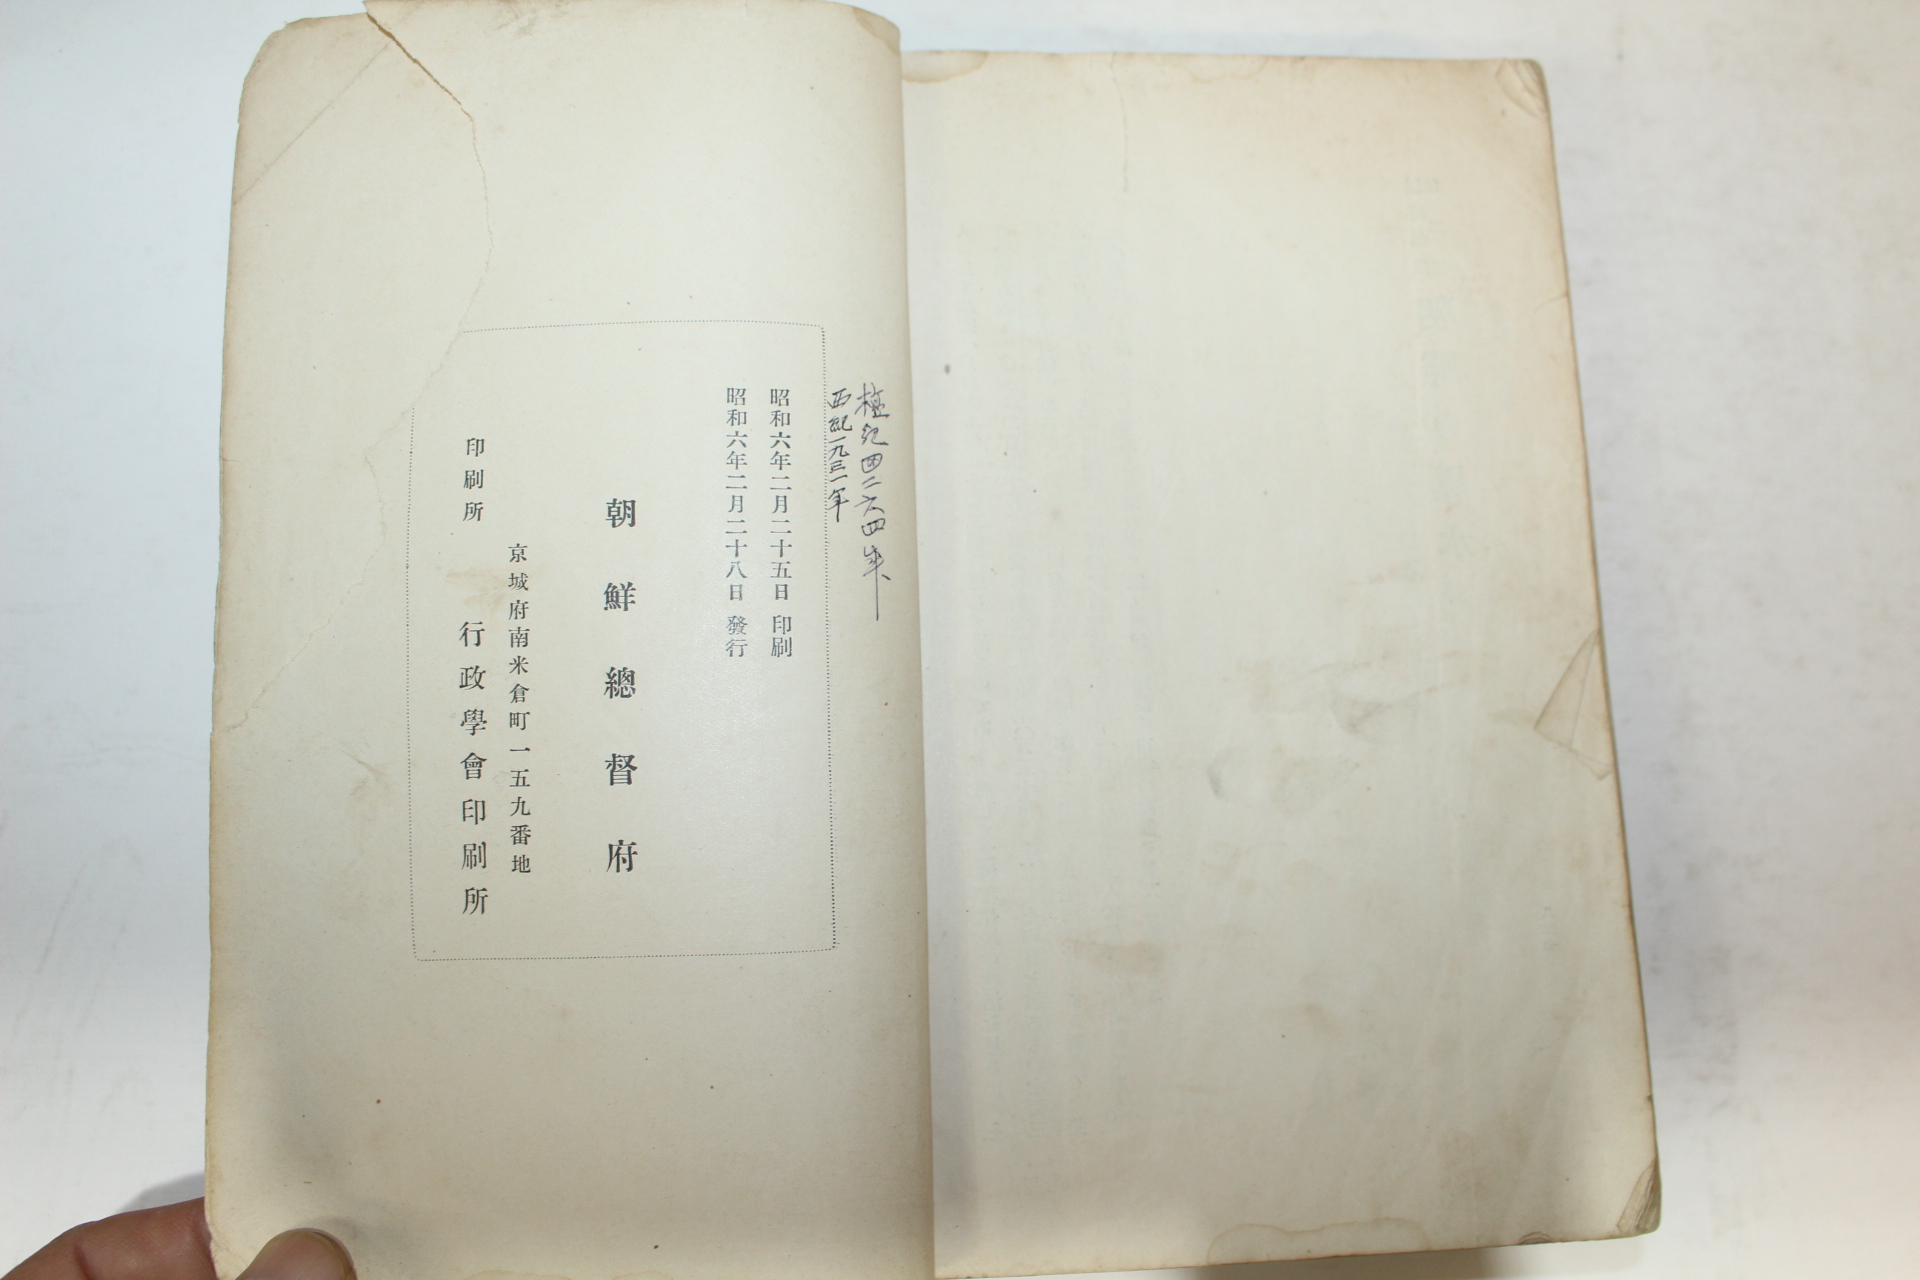 檀紀四二六四年
西紀一九三一年
昭和六年二月二十五日 印刷
昭和六年二月二十八日 發行
朝鮮總督府
京城府南米倉町一五九番地
印刷所 行政學會印刷所